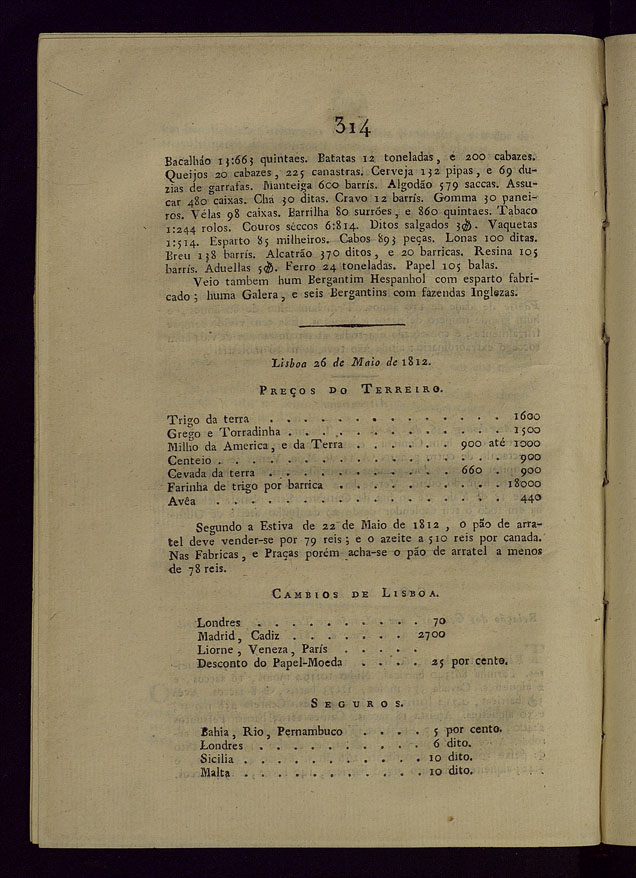 314
Bacalháo 13:663 quintaes. Batatas 12 toneladas, e 200 cabazes.
Queijos 20 cabazes, 225 canastras. Cerveja 132 pipas, e 69 du-
zias de garrafas. Manteiga 600 barrís. Algodão 579 saccas. Assu-
car 480 caixas. Cha 30 ditas. Cravo 12 barrís. Gomma 30 panei-
ros. Vélas 98 caixas. Barrilha 80 surrões, e 860 quintaes. Tabaco
1:244 rolos. Couros séccos 6:814. Ditos salgados 3 Vaquetas
1:514. Esparto 85 milheiros. Cabos 893 peças. Lonas 100 ditas.
Breu 138 barrís. Alcatrão 370 ditos, e 20 barricas. Resina 105
barrís. Aduellas 5 Ferro 24 toneladas. Papel 105 balas.
Veio tambem hum Bergantim Hespanhol com esparto fabri-
cado; huma Galera, e seis Bergantins com fazendas Inglezas.
Lisboa 26 de Maio de 1812.
PREÇOS DO TERREIRO.
Trigo da terra . . . . . . . . . . . . . . 1600
Grego e Torradinha . . . . . . . . . . . . . 1500
Milho da America, e da Terra . . . . . . 900 até 1000
Centeio . . . . . . . . . . . . . . . . . 900
Cevada da terra . . . . . . . . . . . 660 . 900
Farinha de trigo por barrica . . . . . . . . . . 18000
Avêa . . . . . . . . . . . . . . . . . 440
Segundo a Estiva de 22 de Maio de 1812, o pão de arra-
tel deve vender-se por 79 reis; e o azeite a 510 reis por canada.
Nas Fabricas, e Praças porém acha-se o pão de arratel a menos
de 78 reis.
CAMBIOS DE LISBOA.
Londres . . . . . . . . . . 70
Madrid, Cadiz . . . . . . . 2700
Liorne, Veneza, París . . . . .
Desconto do Papel-Moeda . . . . 25 por cento.
SEGUROS.
Bahia, Rio, Pernambuco . . . . 5 por cento.
Londres . . . . . . . . . . 6 dito.
Sicilia . . . . . . . . . . . 10 dito.
Malta . . . . . . . . . . . 10 dito.